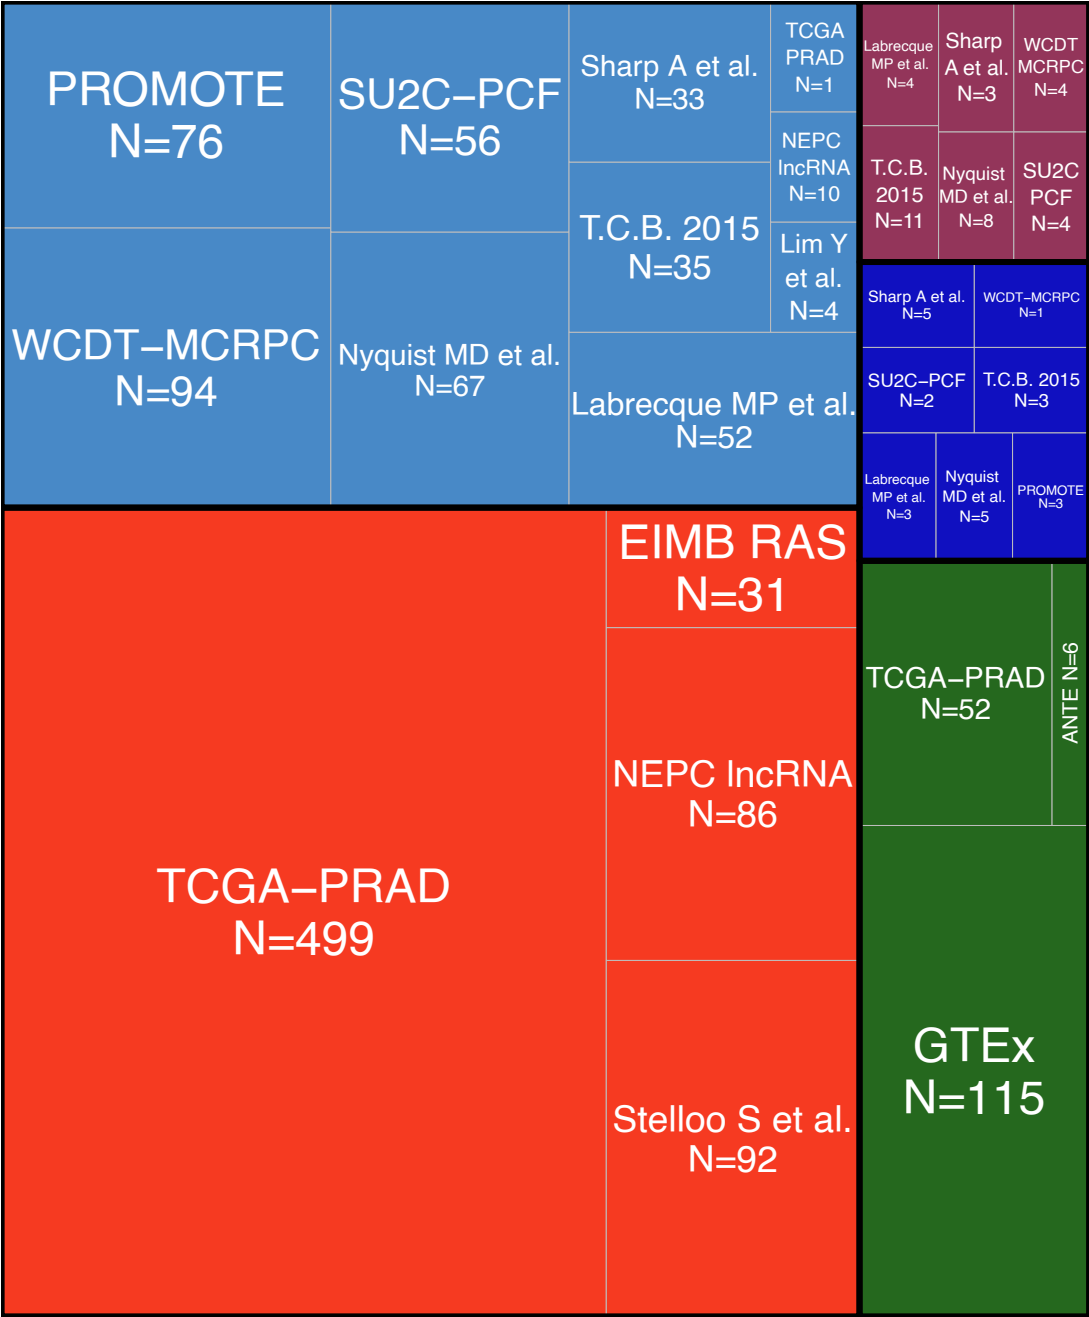 PROMOTE
N=76
SU2C−PCF
N=56
Sharp A et al.
N=33
TCGA
PRAD
N=1
NEPC
lncRNA
N=10
T.C.B. 2015
N=35
Lim Y
et al.
N=4
WCDT−MCRPC
N=94
Nyquist MD et al.
N=67
Labrecque MP et al.
N=52
Labrecque
MP et al.
N=4
Sharp
A et al.
N=3
WCDT
MCRPC
N=4
T.C.B.
2015
N=11
Nyquist
MD et al.
N=8
SU2C
PCF
N=4
Sharp A et al.
N=5
WCDT−MCRPC
N=1
SU2C−PCF
N=2
T.C.B. 2015
N=3
Labrecque
MP et al.
N=3
Nyquist
MD et al.
N=5
PROMOTE
N=3
TCGA−PRAD
N=499
EIMB RAS
N=31
NEPC lncRNA
N=86
Stelloo S et al.
N=92
TCGA−PRAD
N=52
ANTE N=6
GTEx
N=115